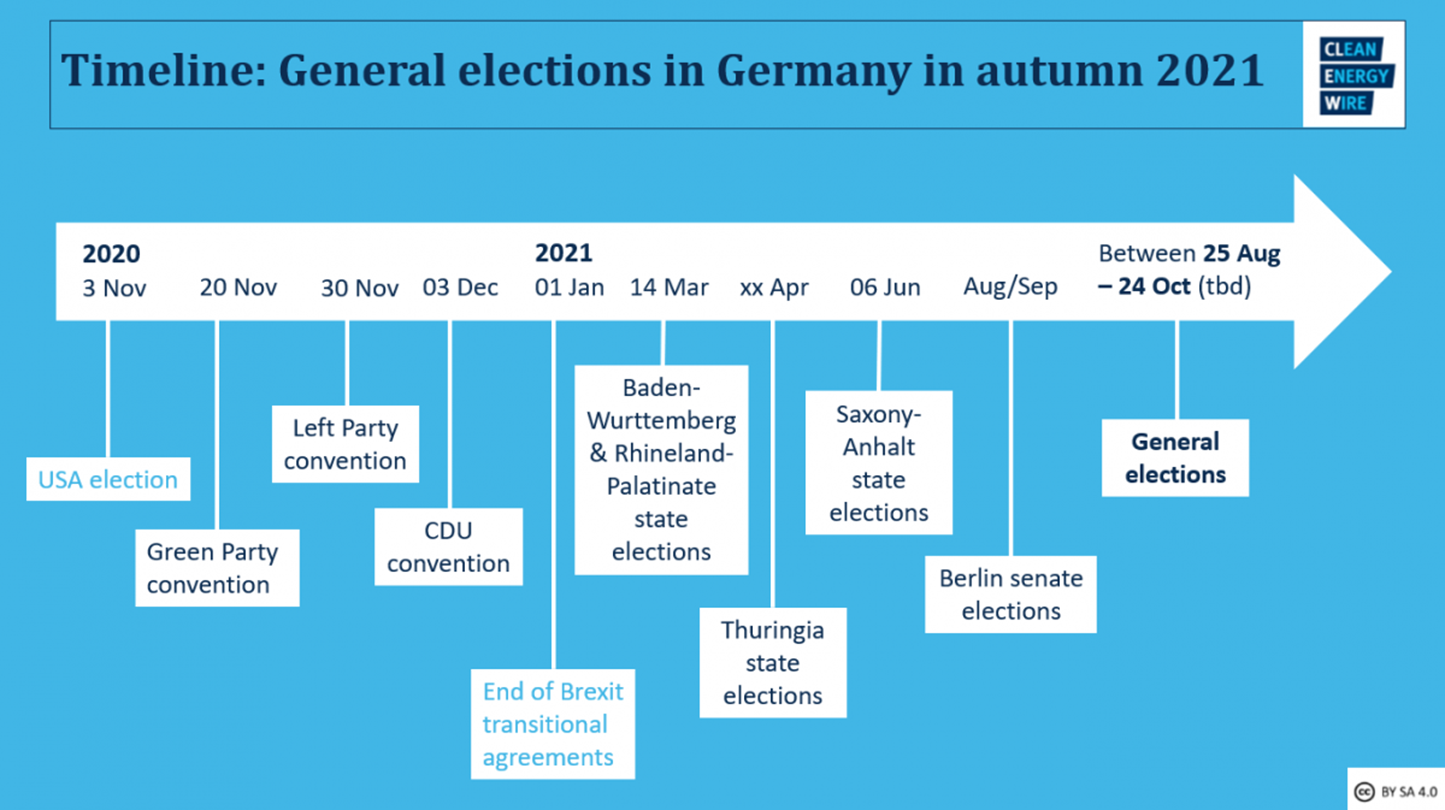 Timeline: General elections in Germany in autumn 2021
CLEAN
ENERGY
WIRE
2020
3 Nov
20 Nov
30 Nov
03 Dec
2021
01 Jan
14 Mar
xx Apr
06 Jun
Aug/Sep
Between 25 Aug
– 24 Oct (tbd)
USA election
Green Party
convention
Left Party
convention
CDU
convention
End of Brexit
transitional
agreements
Baden-
Wurttemberg
& Rhineland-
Palatinate
state
elections
Thuringia
state
elections
Saxony-
Anhalt
state
elections
Berlin senate
elections
General
elections
cc BY SA 4.0